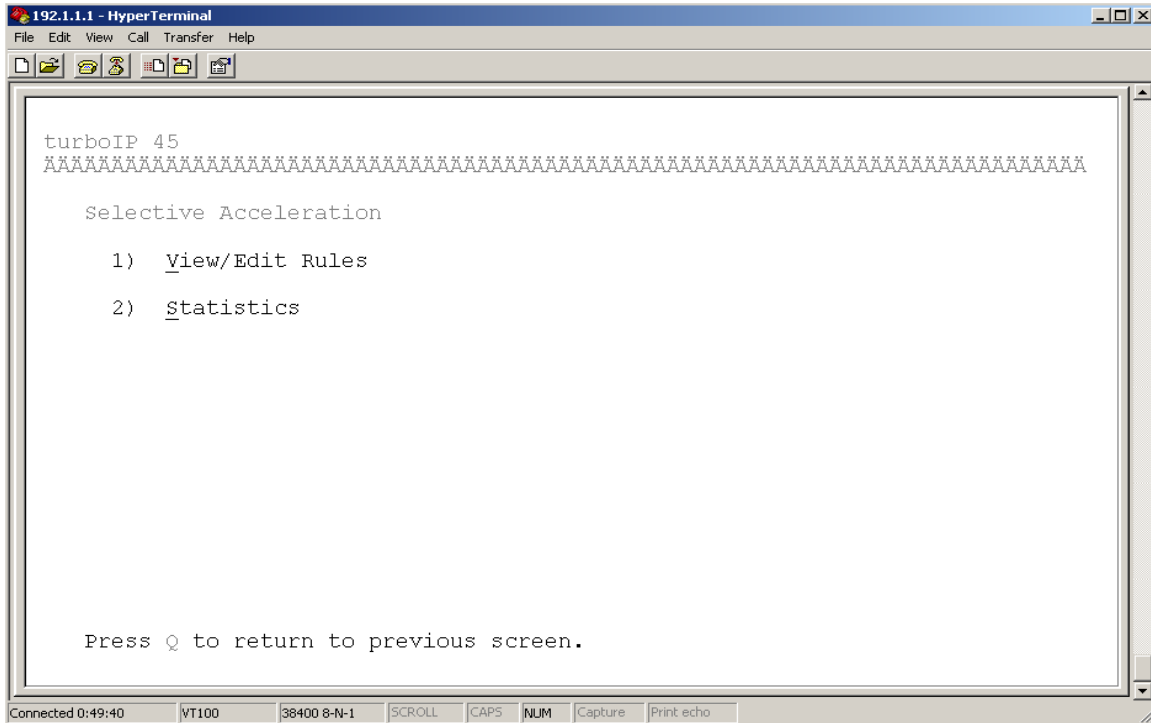 192.1.1.1 - HyperTerminal
File Edit View Call Transfer Help
turboIP 45
ÄÄÄÄÄÄÄÄÄÄÄÄÄÄÄÄÄÄÄÄÄÄÄÄÄÄÄÄÄÄÄÄÄÄÄÄÄÄÄÄÄÄÄÄÄÄÄÄÄÄÄÄÄÄÄÄÄÄÄÄÄÄÄÄÄÄÄÄÄÄÄÄÄÄÄÄÄ
Selective Acceleration
1) View/Edit Rules
2) Statistics
Press Q to return to previous screen.
Connected 0:49:40 VT100 38400 8-N-1 SCROLL CAPS NUM Capture Print echo